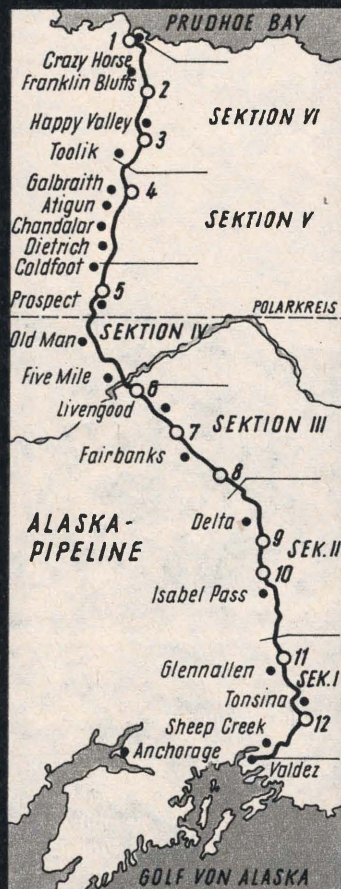 PRUDHOE BAY
1
Crazy Horse
Franklin Bluffs
2
SEKTION VI
Happy Valley
3
Toolik
Galbraith
4
Atigun
SEKTION V
Chandalar
Dietrich
Coldfoot
5
Prospect
POLARKREIS
SEKTION IV
Old Man
Five Mile
6
Livengood
SEKTION III
7
Fairbanks
8
ALASKA-
PIPELINE
Delta
9
SEK. II
10
Isabel Pass
11
Glennallen
SEK. I
Tonsina
12
Sheep Creek
Anchorage
Valdez
GOLF VON ALASKA